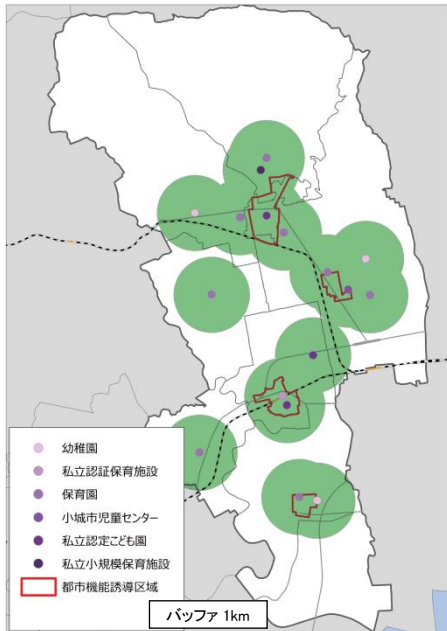 幼稚園
私立認証保育施設
保育園
小城市児童センター
私立認定こども園
私立小規模保育施設
都市機能誘導区域
バッファ 1km